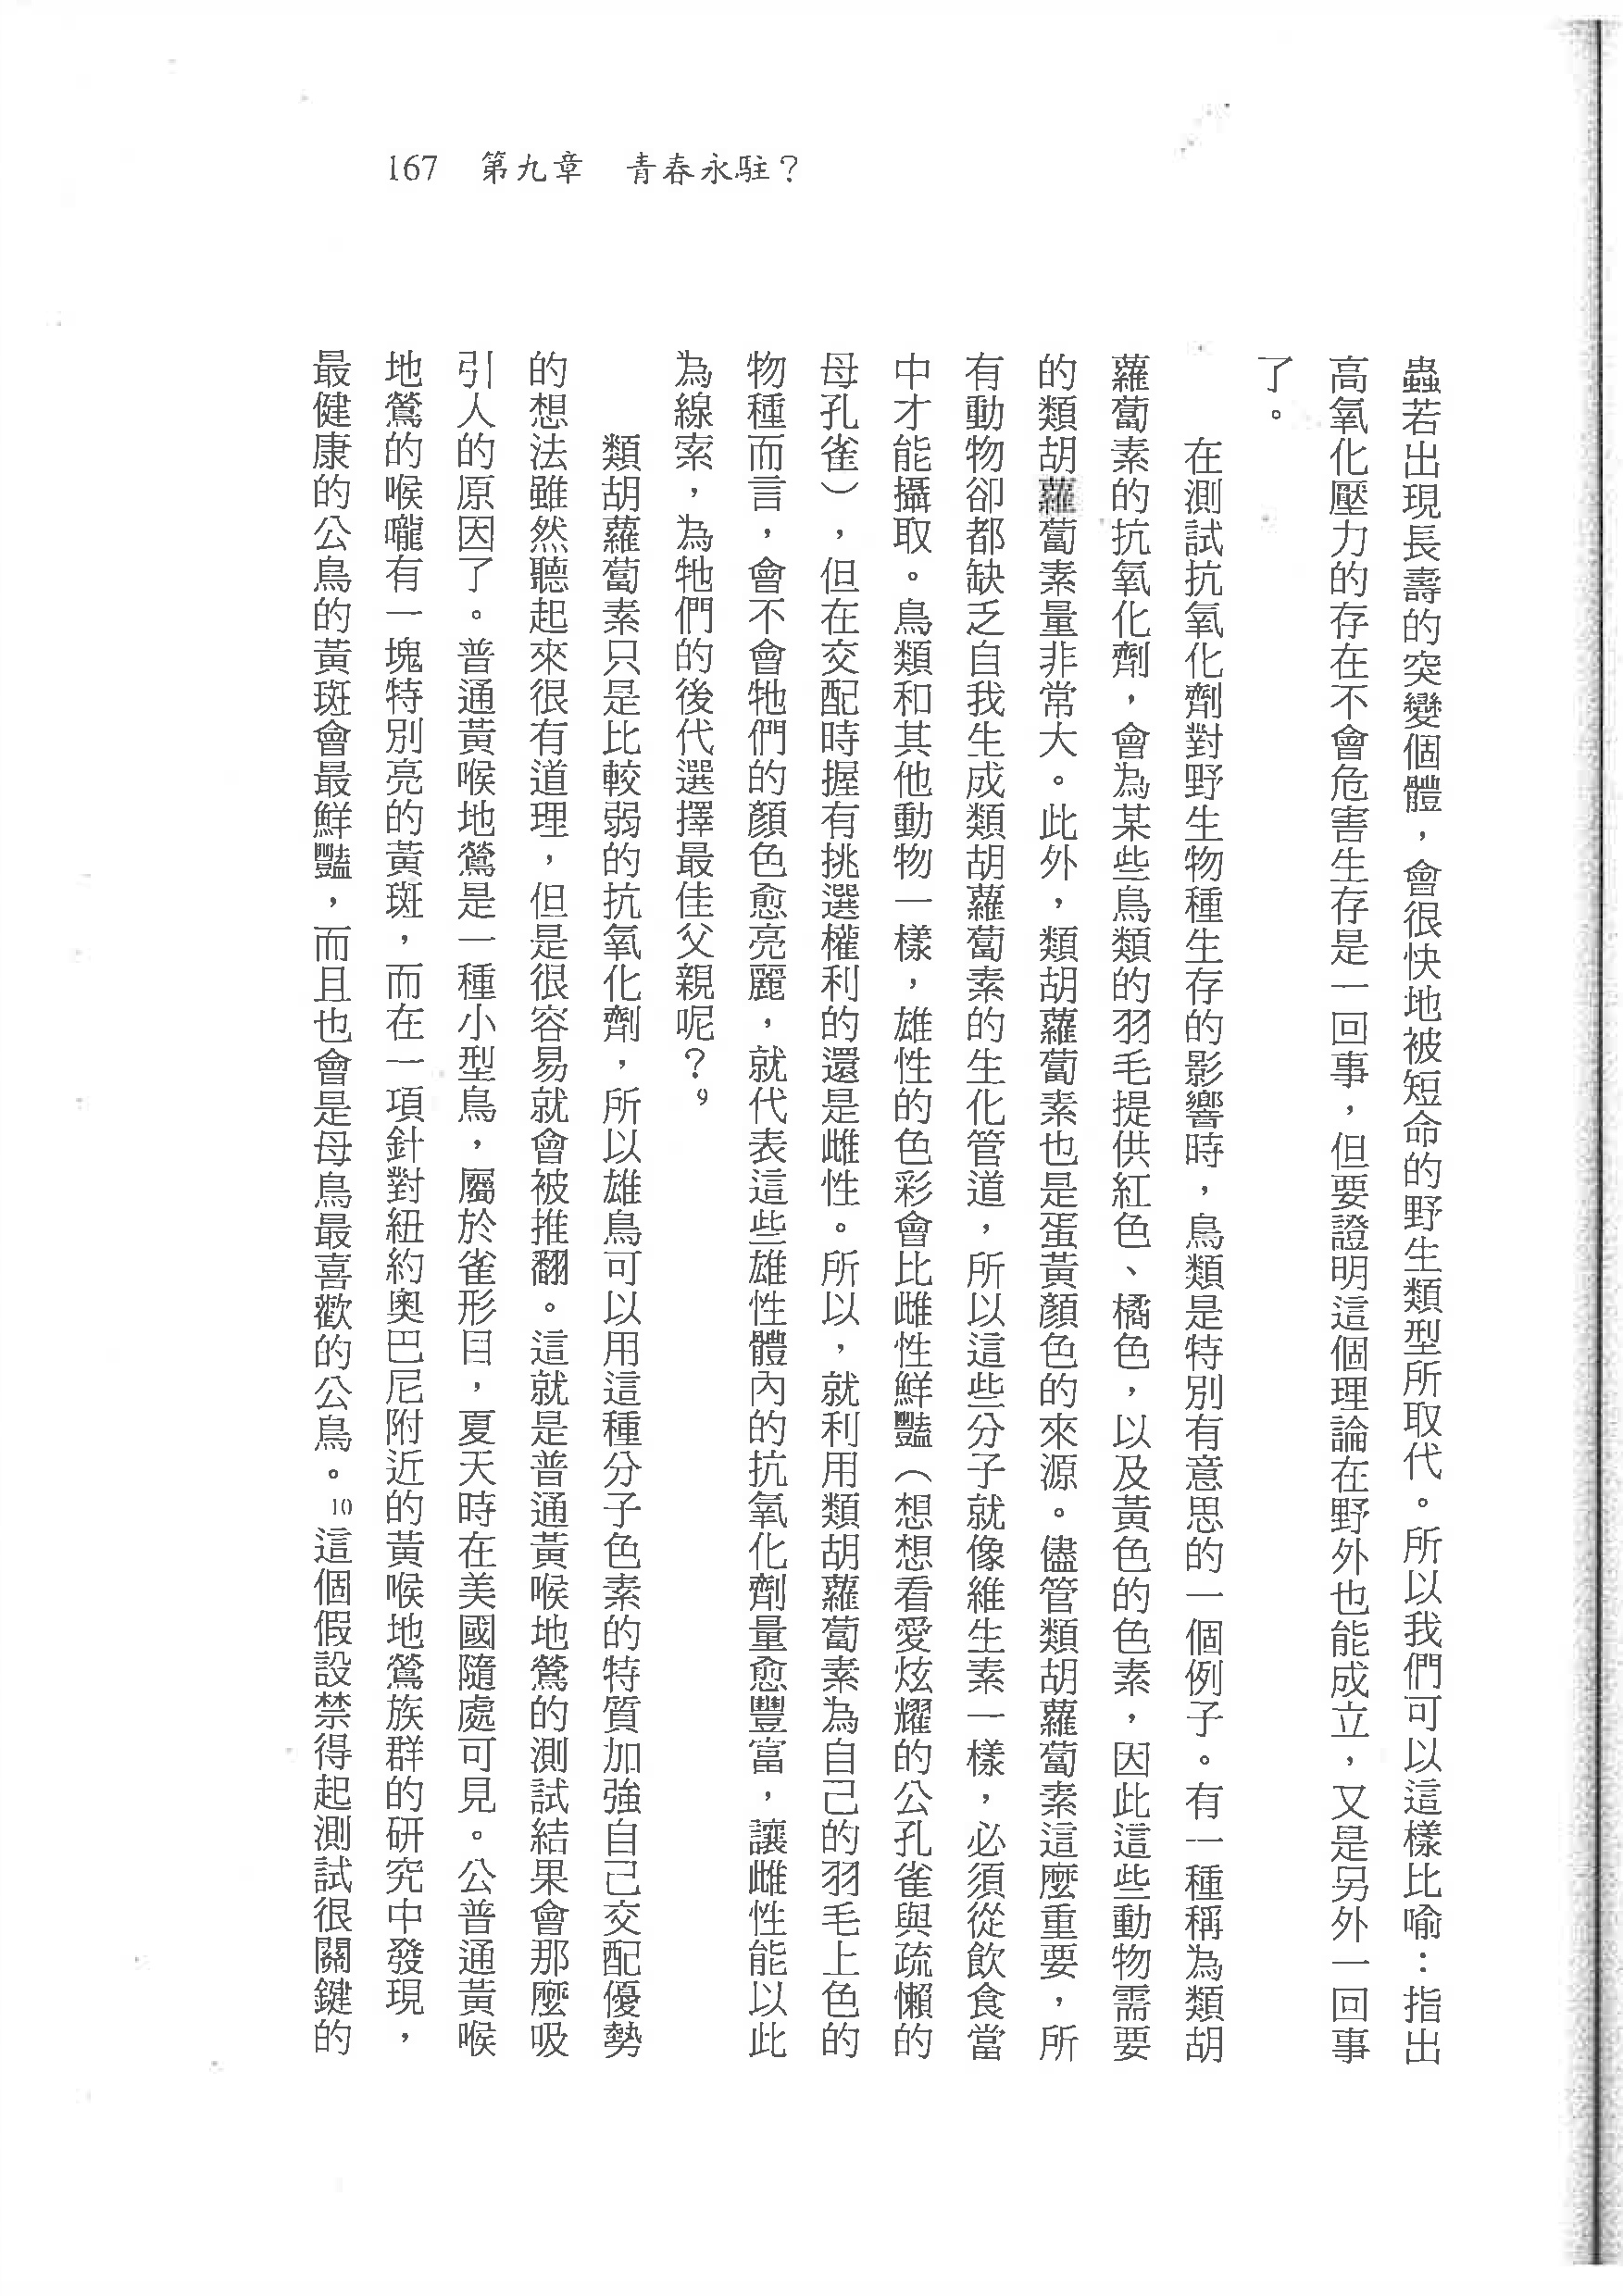 167 第九章 青春永駐？
蟲若出現長壽的突變個體，會很快地被短命的野生類型所取代。所以我們可以這樣比喻：指出
高氧化壓力的存在不會危害生存是一回事，但要證明這個理論在野外也能成立，又是另外一回事
了。
在測試抗氧化劑對野生物種生存的影響時，鳥類是特別有意思的一個例子。有一種稱為類胡
蘿蔔素的抗氧化劑，會為某些鳥類的羽毛提供紅色、橘色，以及黃色的色素，因此這些動物需要
的類胡蘿蔔素量非常大。此外，類胡蘿蔔素也是蛋黃顏色的來源。儘管類胡蘿蔔素這麼重要，所
有動物卻都缺乏自我生成類胡蘿蔔素的生化管道，所以這些分子就像維生素一樣，必須從飲食當
中才能攝取。鳥類和其他動物一樣，雄性的色彩會比雌性鮮豔（想想看愛炫耀的公孔雀與疏懶的
母孔雀），但在交配時握有挑選權利的還是雌性。所以，就利用類胡蘿蔔素為自己的羽毛上色的
物種而言，會不會牠們的顏色愈亮麗，就代表這些雄性體內的抗氧化劑量愈豐富，讓雌性能以此
為線索，為牠們的後代選擇最佳父親呢？9
類胡蘿蔔素只是比較弱的抗氧化劑，所以雄鳥可以用這種分子色素的特質加強自己交配優勢
的想法雖然聽起來很有道理，但是很容易就會被推翻。這就是普通黃喉地鶯的測試結果會那麼吸
引人的原因了。普通黃喉地鶯是一種小型鳥，屬於雀形目，夏天時在美國隨處可見。公普通黃喉
地鶯的喉嚨有一塊特別亮的黃斑，而在一項針對紐約奧巴尼附近的黃喉地鶯族群的研究中發現，
最健康的公鳥的黃斑會最鮮豔，而且也會是母鳥最喜歡的公鳥。10這個假設禁得起測試很關鍵的